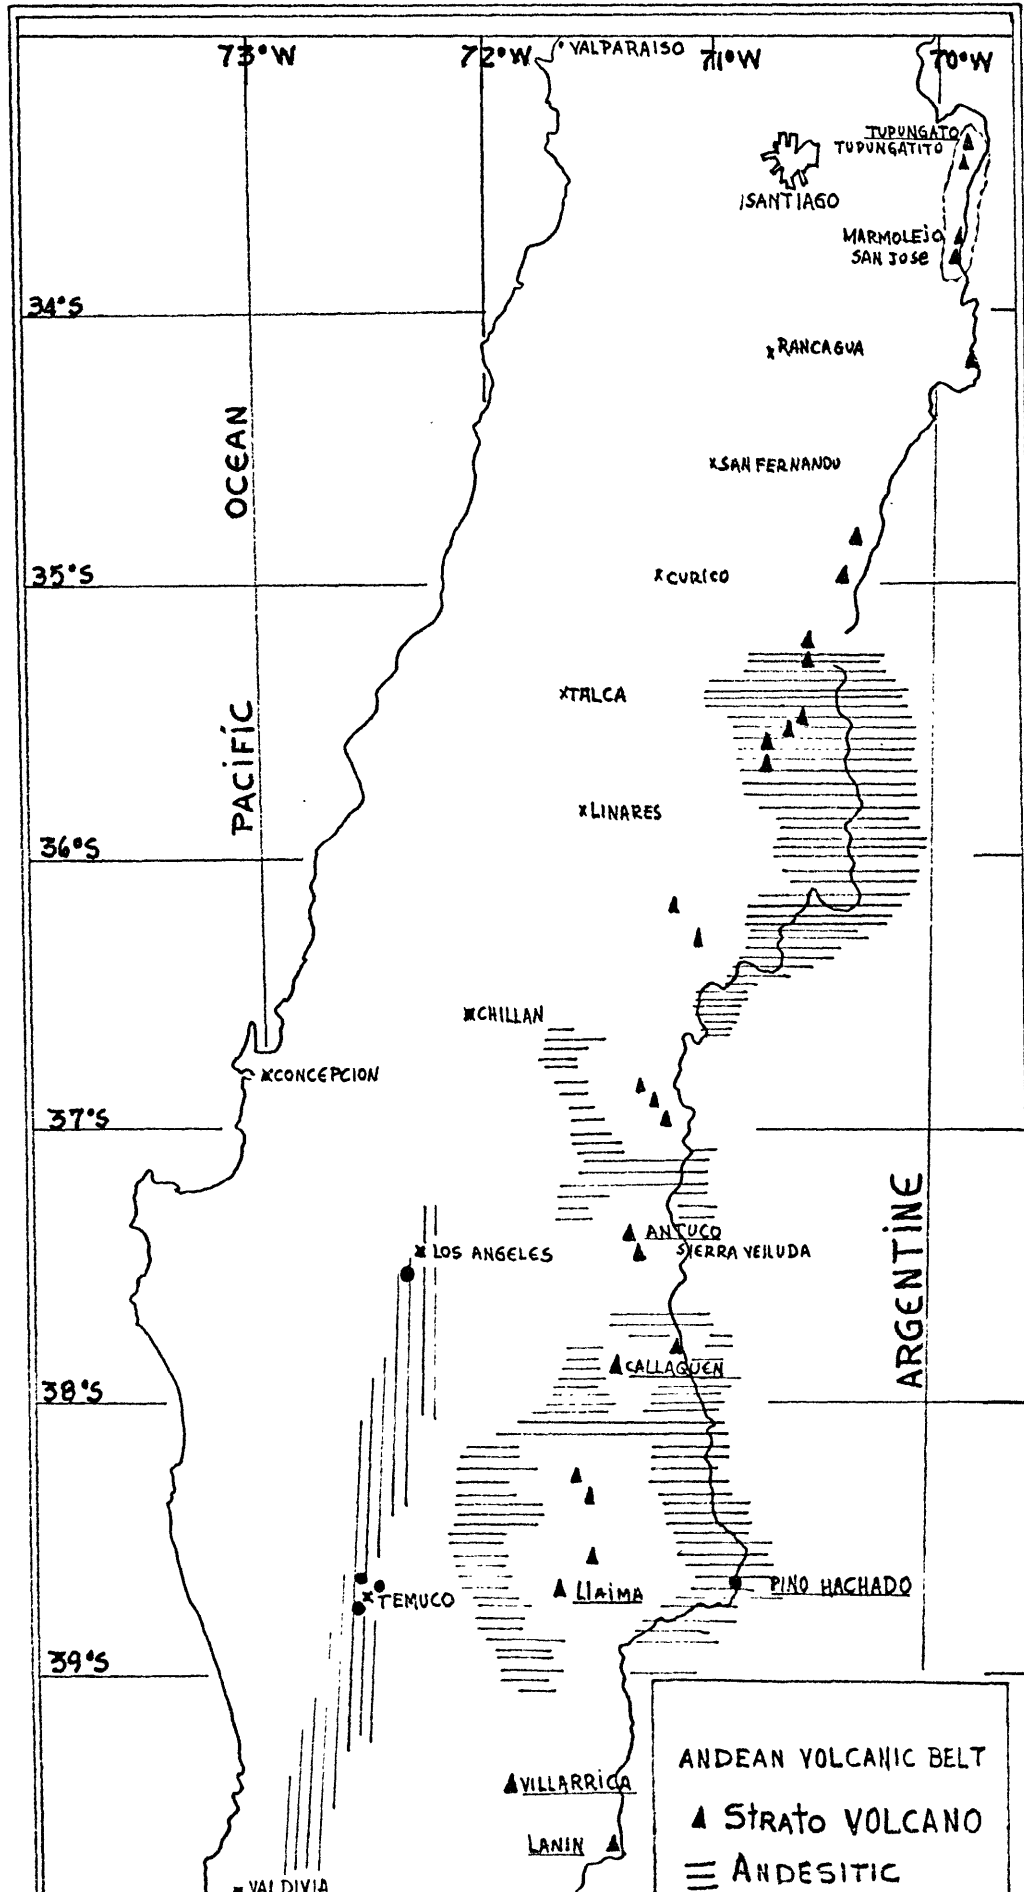 73°W
72°W
VALPARAISO
71°W
70°W
TUPUNGATO
TUPUNGATITO
SANTIAGO
MARMOLEJO
SAN JOSE
34°S
RANCAGUA
OCEAN
SAN FERNANDO
35°S
CURICO
TALCA
PACIFIC
LINARES
36°S
CHILLAN
CONCEPCION
37°S
ARGENTINE
ANTUCO
LOS ANGELES
SIERRA VELLUDA
CALLAQUEN
38°S
LLAIMA
PINO HACHADO
TEMUCO
39°S
ANDEAN VOLCANIC BELT
VILLARRICA
STRATO VOLCANO
LANIN
ANDESITIC
VALDIVIA